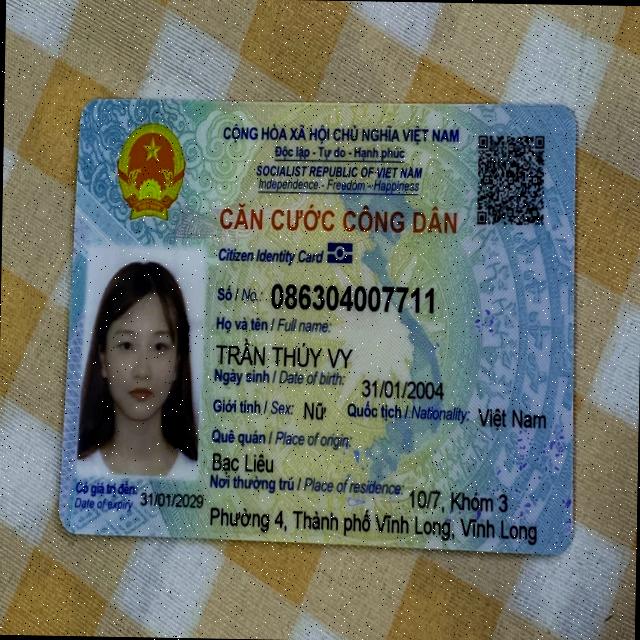 CỘNG HÒA XÃ HỘI CHỦ NGHĨA VIỆT NAM
Độc lập - Tự do - Hạnh phúc
SOCIALIST REPUBLIC OF VIET NAM
Independence - Freedom - Happiness
CĂN CƯỚC CÔNG DÂN
Citizen Identity Card
Số / No.: 086304007711
Họ và tên / Full name:
TRẦN THÚY VY
Ngày sinh / Date of birth: 31/01/2004
Giới tính / Sex: Nữ Quốc tịch / Nationality: Việt Nam
Quê quán / Place of origin:
Bạc Liêu
Nơi thường trú / Place of residence: 10/7, Khóm 3
Phường 4, Thành phố Vĩnh Long, Vĩnh Long
Có giá trị đến: 31/01/2029
Date of expiry